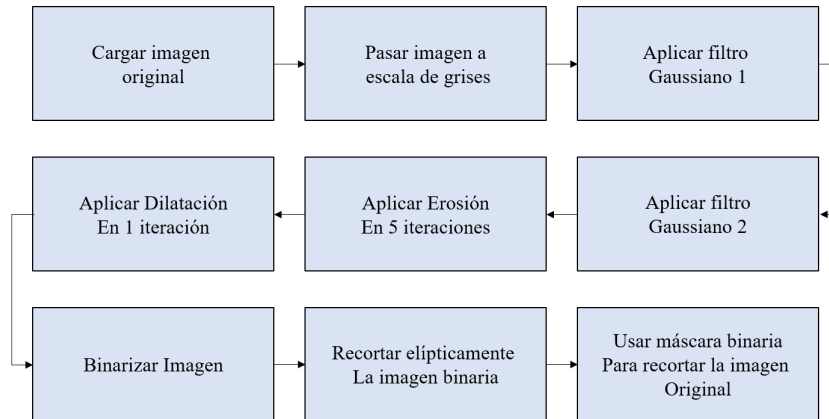 Cargar imagen
original
Pasar imagen a
escala de grises
Aplicar filtro
Gaussiano 1
Aplicar filtro
Gaussiano 2
Aplicar Erosión
En 5 iteraciones
Aplicar Dilatación
En 1 iteración
Binarizar Imagen
Recortar elípticamente
La imagen binaria
Usar máscara binaria
Para recortar la imagen
Original